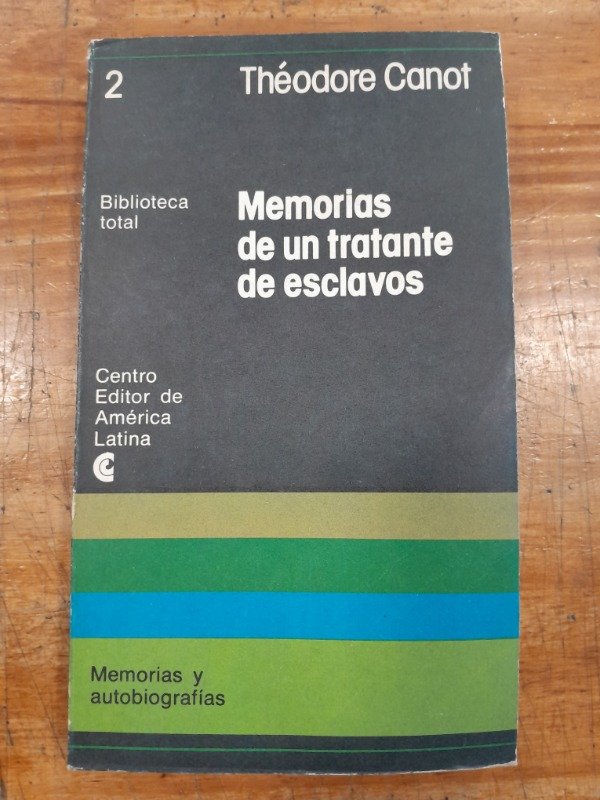 2
Théodore Canot
Biblioteca
total
Memorias
de un tratante
de esclavos
Centro
Editor de
América
Latina
Memorias y
autobiografías